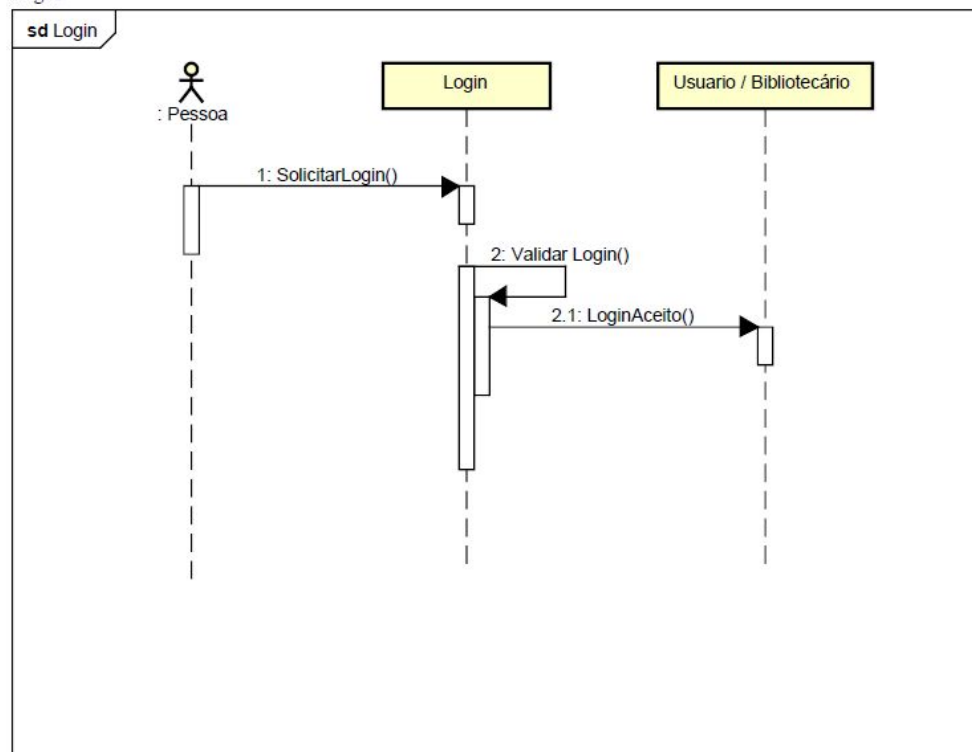 sd Login
: Pessoa
Login
Usuario / Bibliotecário
1: SolicitarLogin()
2: Validar Login()
2.1: LoginAceito()